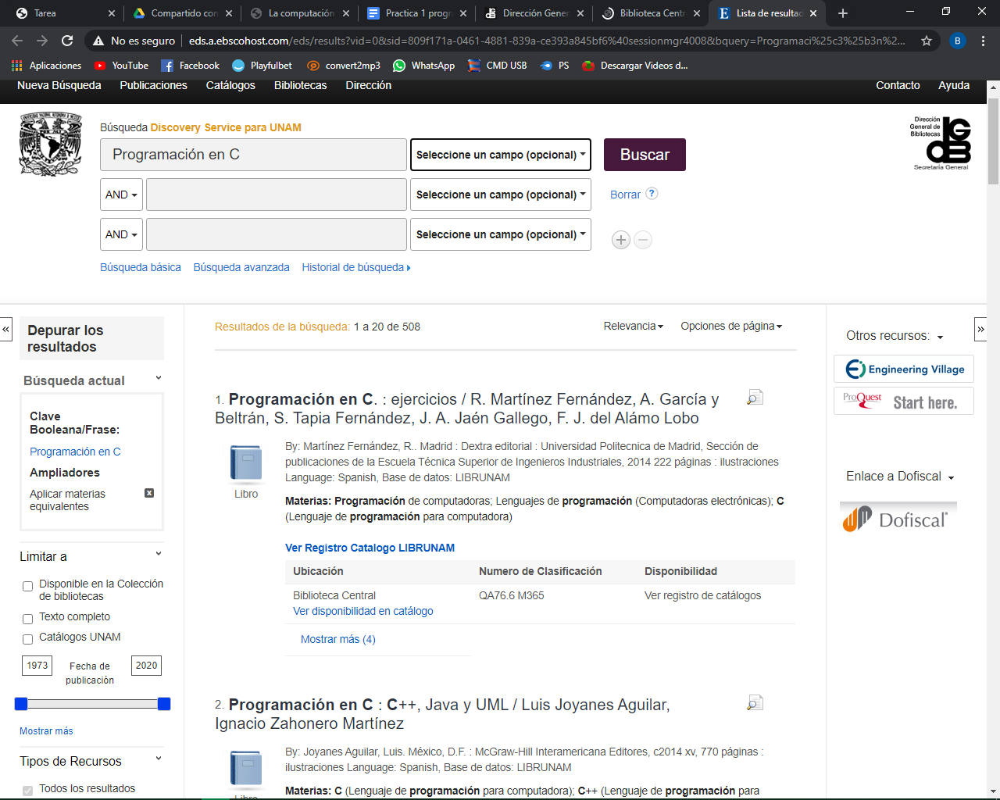 Tarea
Compartido con
La computación
Practica 1 progr
Dirección Gener
Biblioteca Centr
Lista de resultad
No es seguro
eds.a.ebscohost.com/eds/results?vid=0&sid=809f171a-0461-4881-839a-ce393a845bf6%40sessionmgr4008&bquery=Programaci%25c3%25b3n%2...
B
Aplicaciones
YouTube
Facebook
Playfulbet
convert2mp3
WhatsApp
CMD USB
PS
Descargar Videos d...
Nueva Búsqueda
Publicaciones
Catálogos
Bibliotecas
Dirección
Contacto
Ayuda
Búsqueda Discovery Service para UNAM
Programación en C
Seleccione un campo (opcional)
Buscar
AND
Seleccione un campo (opcional)
Borrar ?
AND
Seleccione un campo (opcional)
Búsqueda básica
Búsqueda avanzada
Historial de búsqueda
Dirección
General de
Bibliotecas
Secretaría General
«
Depurar los
resultados
Búsqueda actual
Clave
Booleana/Frase:
Programación en C
Ampliadores
Aplicar materias
equivalentes
Limitar a
Disponible en la Colección
de bibliotecas
Texto completo
Catálogos UNAM
1973
Fecha de
publicación
2020
Mostrar más
Tipos de Recursos
Todos los resultados
Resultados de la búsqueda: 1 a 20 de 508
Relevancia
Opciones de página
1. Programación en C. : ejercicios / R. Martínez Fernández, A. García y
Beltrán, S. Tapia Fernández, J. A. Jaén Gallego, F. J. del Alámo Lobo
Libro
By: Martínez Fernández, R.. Madrid : Dextra editorial : Universidad Politecnica de Madrid, Sección de
publicaciones de la Escuela Técnica Superior de Ingenieros Industriales, 2014 222 páginas : ilustraciones
Language: Spanish, Base de datos: LIBRUNAM
Materias: Programación de computadoras; Lenguajes de programación (Computadoras electrónicas); C
(Lenguaje de programación para computadora)
Ver Registro Catalogo LIBRUNAM
Ubicación
Numero de Clasificación
Disponibilidad
Biblioteca Central
QA76.6 M365
Ver registro de catálogos
Ver disponibilidad en catálogo
Mostrar más (4)
2. Programación en C : C++, Java y UML / Luis Joyanes Aguilar,
Ignacio Zahonero Martínez
Libro
By: Joyanes Aguilar, Luis. México, D.F. : McGraw-Hill Interamericana Editores, c2014 xv, 770 páginas :
ilustraciones Language: Spanish, Base de datos: LIBRUNAM
Materias: C (Lenguaje de programación para computadora); C++ (Lenguaje de programación para
»
Otros recursos:
Engineering Village
ProQuest
Start here.
Enlace a Dofiscal
Dofiscal